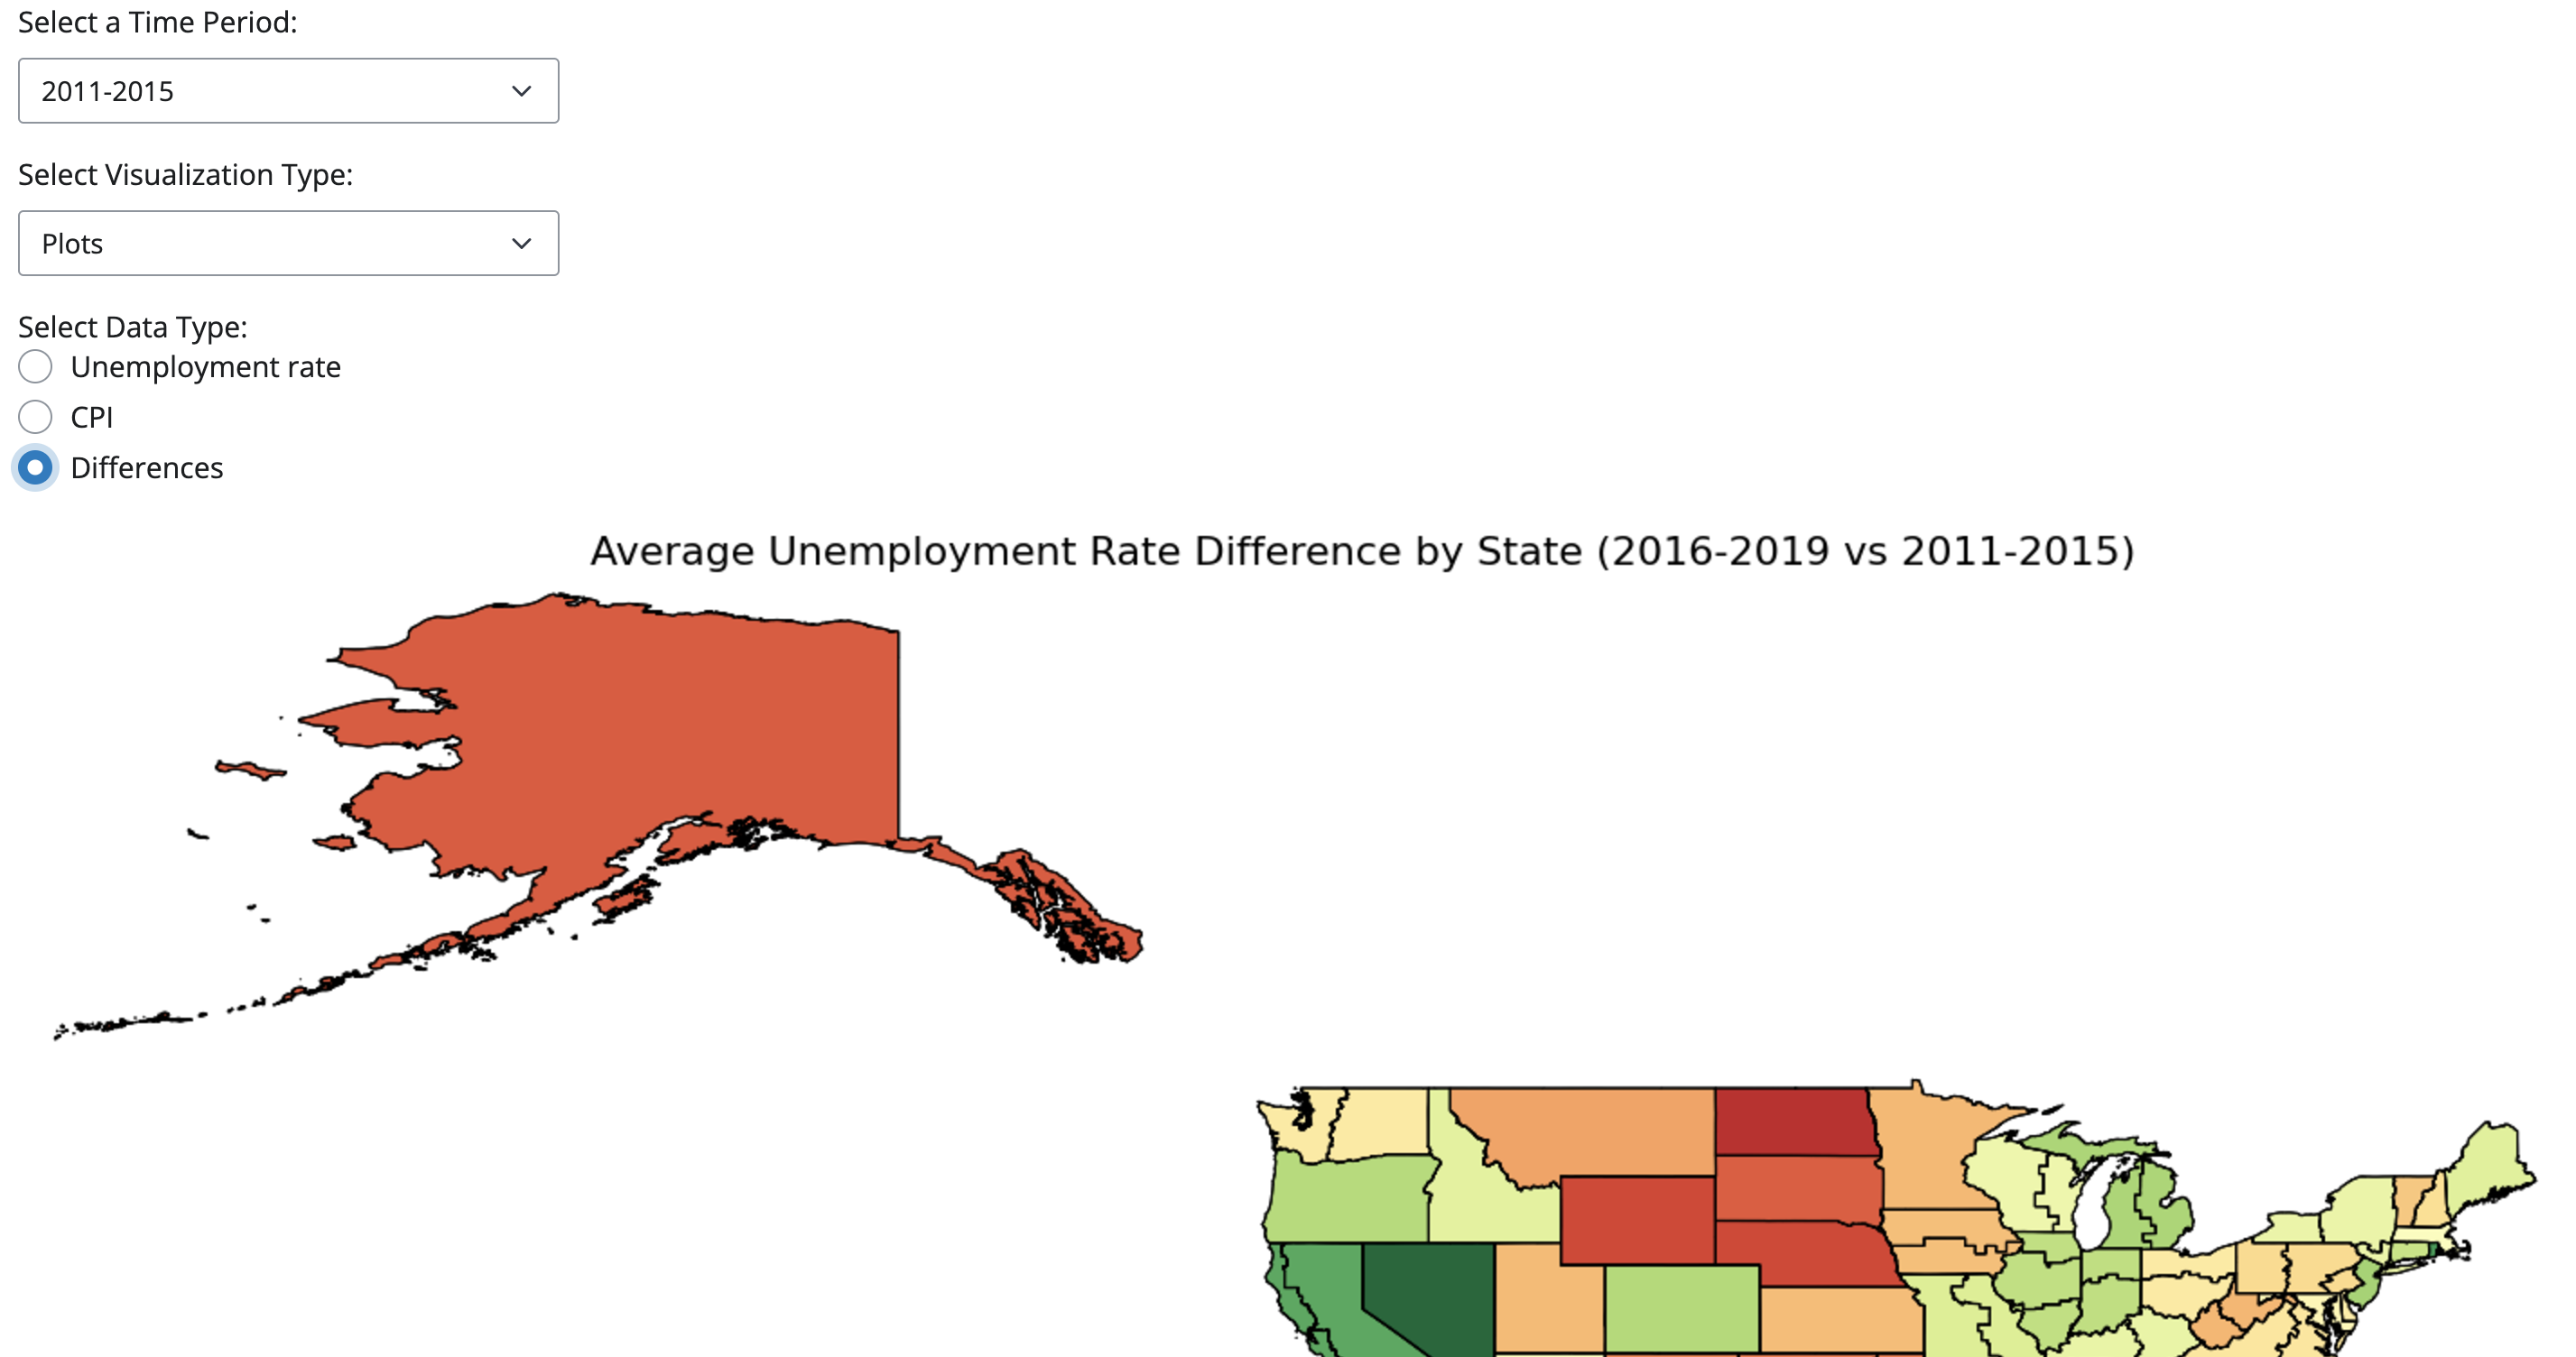 Select a Time Period:
2011-2015
Select Visualization Type:
Plots
Select Data Type:
Unemployment rate
CPI
Differences
Average Unemployment Rate Difference by State (2016-2019 vs 2011-2015)